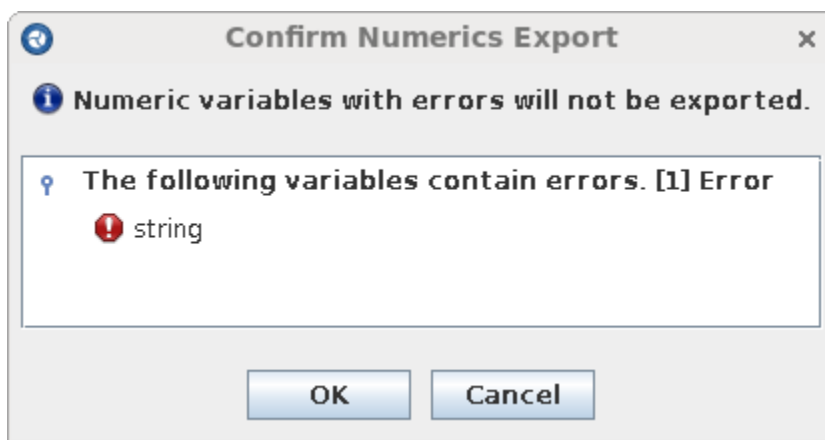 Confirm Numerics Export
Numeric variables with errors will not be exported.
The following variables contain errors. [1] Error
string
OK
Cancel